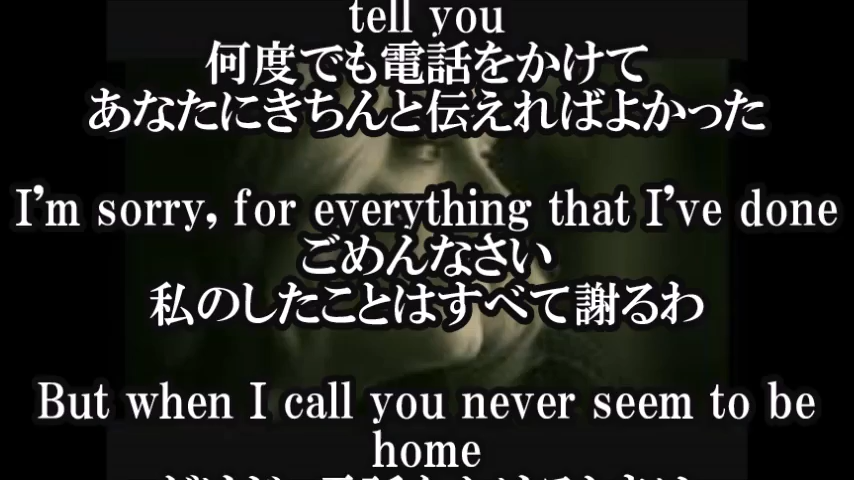 tell you
何度でも電話をかけて
あなたにきちんと伝えればよかった
I'm sorry, for everything that I've done
ごめんなさい
私のしたことはすべて謝るわ
But when I call you never seem to be
home